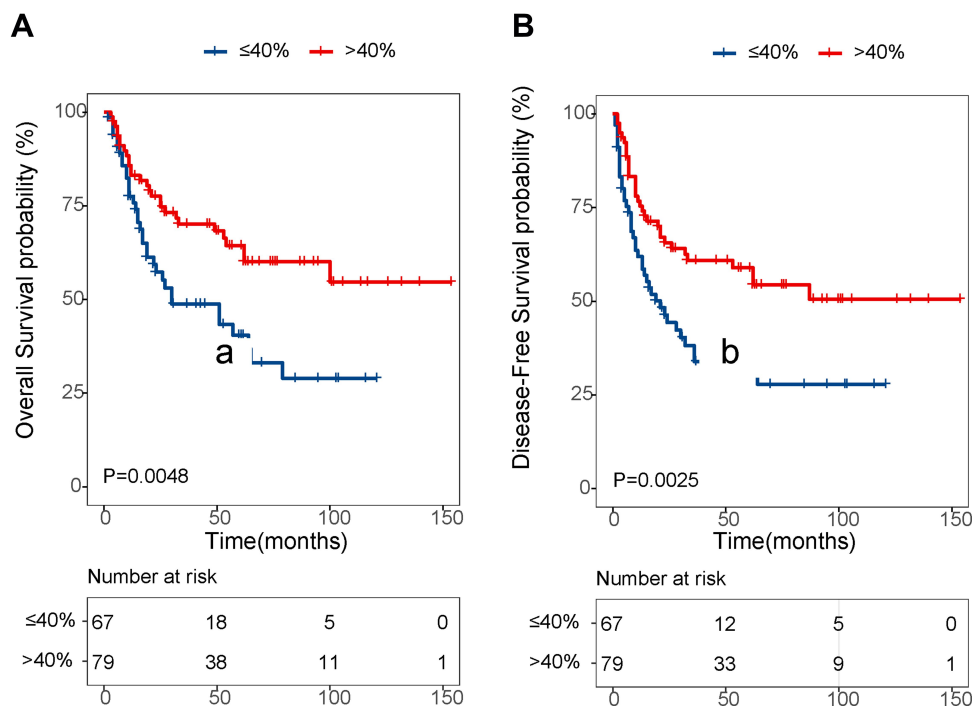 A
≤40% >40%
Overall Survival probability (%)
100
75
50
25
0
a
P=0.0048
0 50 100 150
Time(months)
Number at risk
≤40% 67 18 5 0
>40% 79 38 11 1
0 50 100 150
B
≤40% >40%
Disease-Free Survival probability (%)
100
75
50
25
0
b
P=0.0025
0 50 100 150
Time(months)
Number at risk
≤40% 67 12 5 0
>40% 79 33 9 1
0 50 100 150